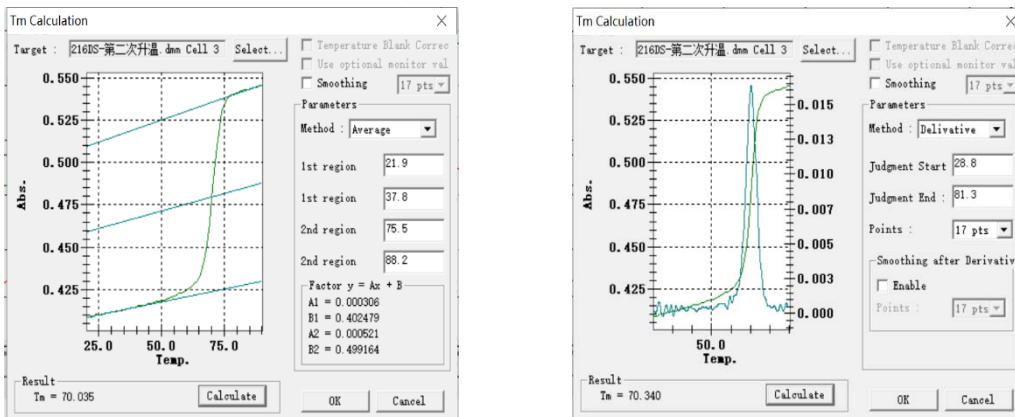 Tm Calculation
Target : 216DS-第二次升温.dmm Cell 3 Select...
Temperature Blank Correc
Use optional monitor val
Smoothing 17 pts
Parameters
Method : Average
1st region 21.9
1st region 37.8
2nd region 75.5
2nd region 88.2
Factor y = Ax + B
A1 = 0.000306
B1 = 0.402479
A2 = 0.000521
B2 = 0.499164
Abs.
0.550
0.525
0.500
0.475
0.450
0.425
25.0 50.0 75.0
Temp.
Result
Tm = 70.035 Calculate
OK Cancel
Tm Calculation
Target : 216DS-第二次升温.dmm Cell 3 Select...
Temperature Blank Correc
Use optional monitor val
Smoothing 17 pts
Parameters
Method : Delivative
Judgment Start 28.8
Judgment End : 81.3
Points : 17 pts
Smoothing after Derivativ
Enable
Points : 17 pts
Abs.
0.550
0.525
0.500
0.475
0.450
0.425
0.015
0.013
0.010
0.007
0.005
0.003
0.000
50.0
Temp.
Result
Tm = 70.340 Calculate
OK Cancel